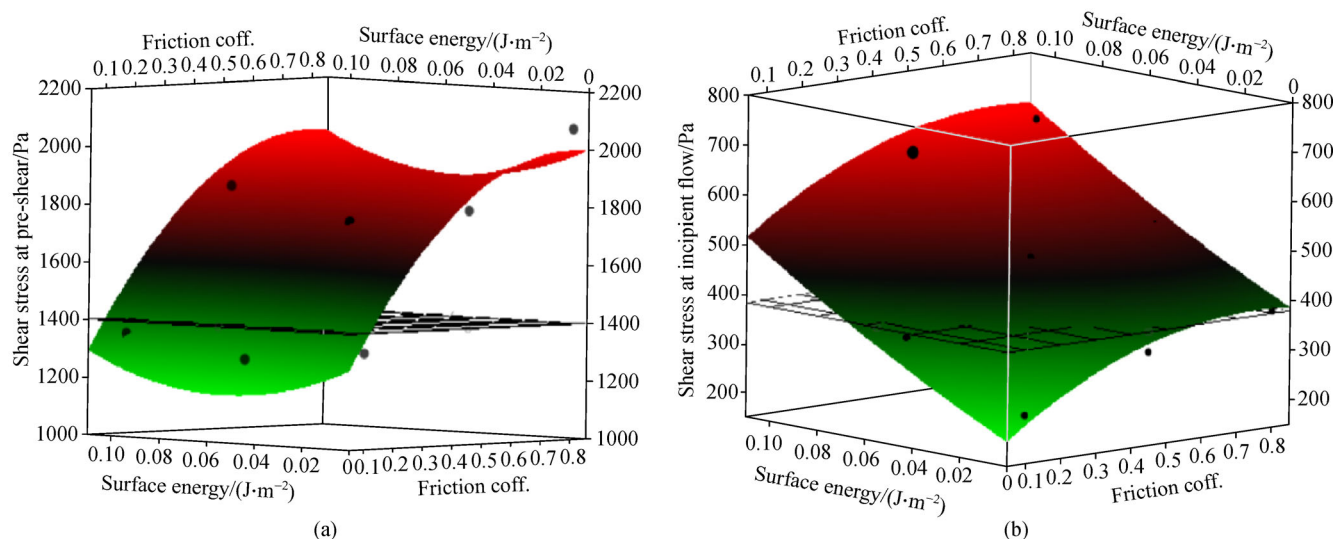 Friction coff.
Surface energy/(J·m⁻²)
0.1 0.2 0.3 0.4 0.5 0.6 0.7 0.8
0.10 0.08 0.06 0.04 0.02 0
Shear stress at pre-shear/Pa
2200
2000
1800
1600
1400
1200
1000
2200
2000
1800
1600
1400
1200
1000
0.10 0.08 0.06 0.04 0.02 0
0.1 0.2 0.3 0.4 0.5 0.6 0.7 0.8
Surface energy/(J·m⁻²)
Friction coff.
(a)
Friction coff.
Surface energy/(J·m⁻²)
0.1 0.2 0.3 0.4 0.5 0.6 0.7 0.8
0.10 0.08 0.06 0.04 0.02 0
Shear stress at incipient flow/Pa
800
700
600
500
400
300
200
800
700
600
500
400
300
200
0.10 0.08 0.06 0.04 0.02 0
0.1 0.2 0.3 0.4 0.5 0.6 0.7 0.8
Surface energy/(J·m⁻²)
Friction coff.
(b)